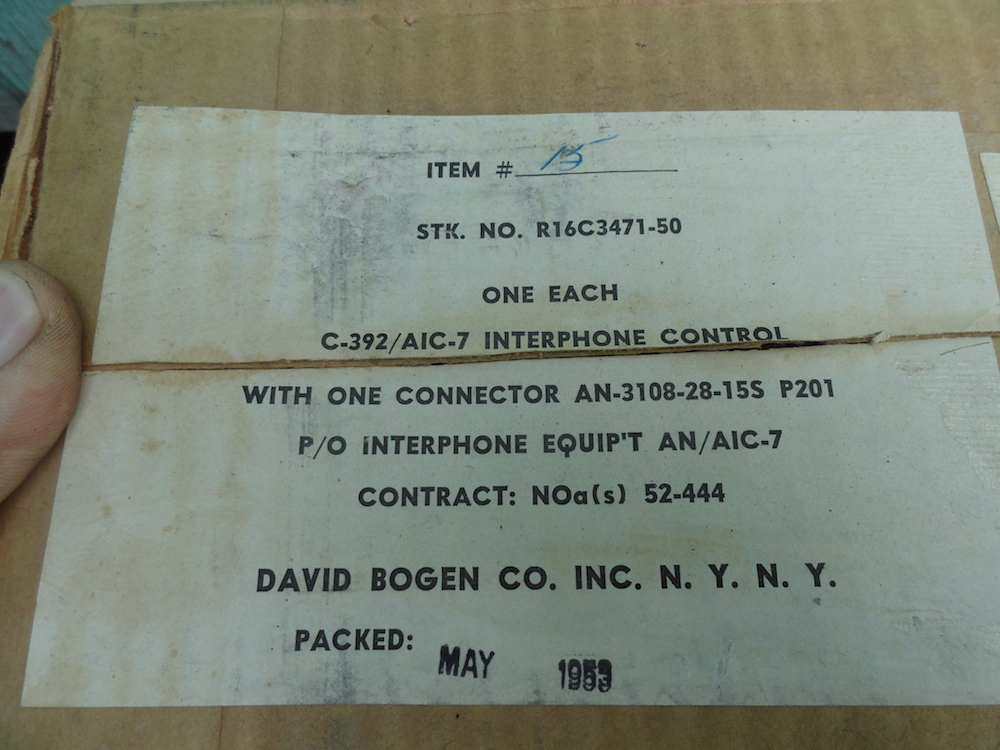 ITEM # 15
STK. NO. R16C3471-50
ONE EACH
C-392/AIC-7 INTERPHONE CONTROL
WITH ONE CONNECTOR AN-3108-28-15S P201
P/O INTERPHONE EQUIP'T AN/AIC-7
CONTRACT: NOa(s) 52-444
DAVID BOGEN CO. INC. N. Y. N. Y.
PACKED: MAY 1953